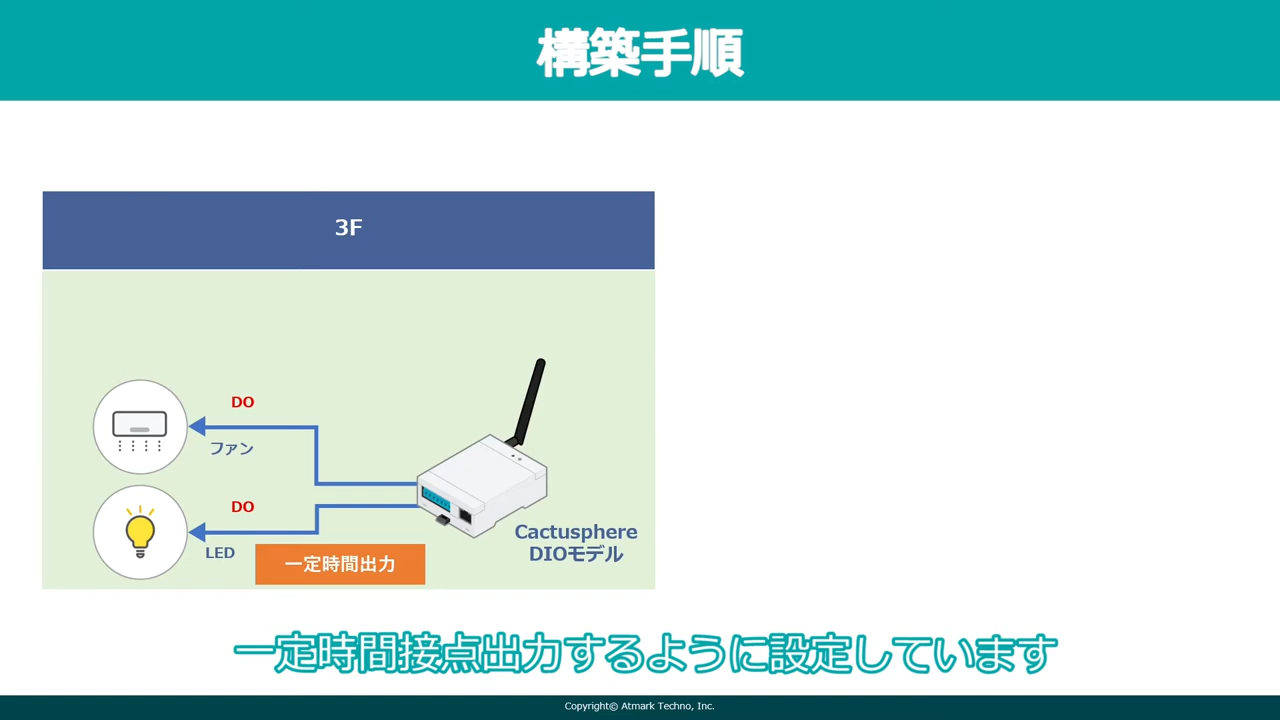 構築手順
3F
DO
ファン
DO
LED
一定時間出力
Cactusphere
DIOモデル
一定時間接点出力するように設定しています
Copyright© Atmark Techno, Inc.